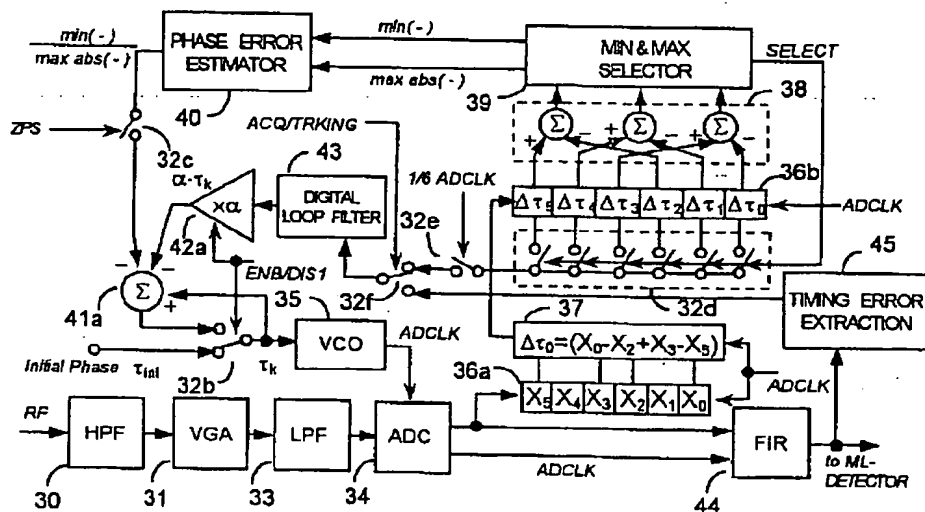 min(-)
max abs(-)
PHASE ERROR
ESTIMATOR
40
min(-)
max abs(-)
MIN & MAX
SELECTOR
39
SELECT
38
Σ
Σ
Σ
+ - + - + -
ZPS
32c
ACQ/TRKING
43
α-τk
×α
42a
DIGITAL
LOOP FILTER
1/6 ADCLK
32e
36b
Δτ5 Δτ4 Δτ3 Δτ2 Δτ1 Δτ0
ADCLK
45
- -
Σ
+
41a
ENB/DIS1
32f
32d
TIMING ERROR
EXTRACTION
35
VCO
ADCLK
37
Δτ0=(X0-X2+X3-X5)
Initial Phase
τini
32b
τk
36a
X5 X4 X3 X2 X1 X0
ADCLK
RF
HPF
VGA
LPF
ADC
ADCLK
FIR
to ML-
DETECTOR
30
31
33
34
44